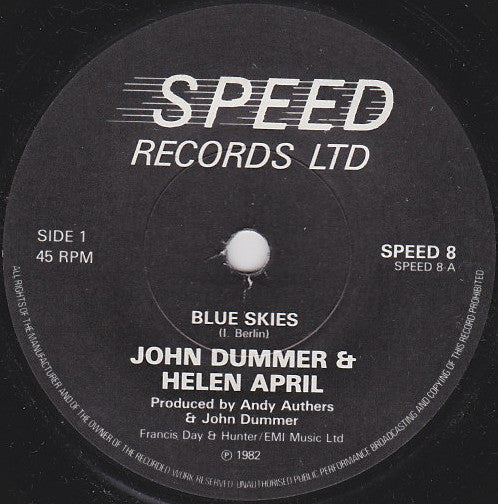 SPEED
RECORDS LTD
SIDE 1
45 RPM
SPEED 8
SPEED 8 A
BLUE SKIES
(I. Berlin)
JOHN DUMMER &
HELEN APRIL
Produced by Andy Authers
& John Dummer
Francis Day & Hunter/EMI Music Ltd
℗ 1982
ALL RIGHTS OF THE MANUFACTURER AND OF THE OWNER OF THE RECORDED WORK RESERVED UNAUTHORISED PUBLIC PERFORMANCE BROADCASTING AND COPYING OF THIS RECORD PROHIBITED